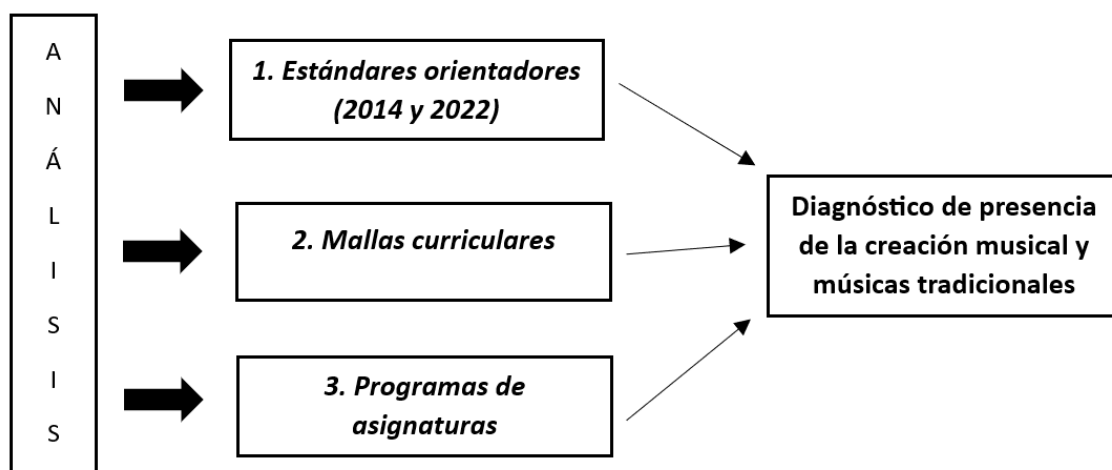 A
N
Á
L
I
S
I
S
1. Estándares orientadores
(2014 y 2022)
2. Mallas curriculares
3. Programas de
asignaturas
Diagnóstico de presencia
de la creación musical y
músicas tradicionales